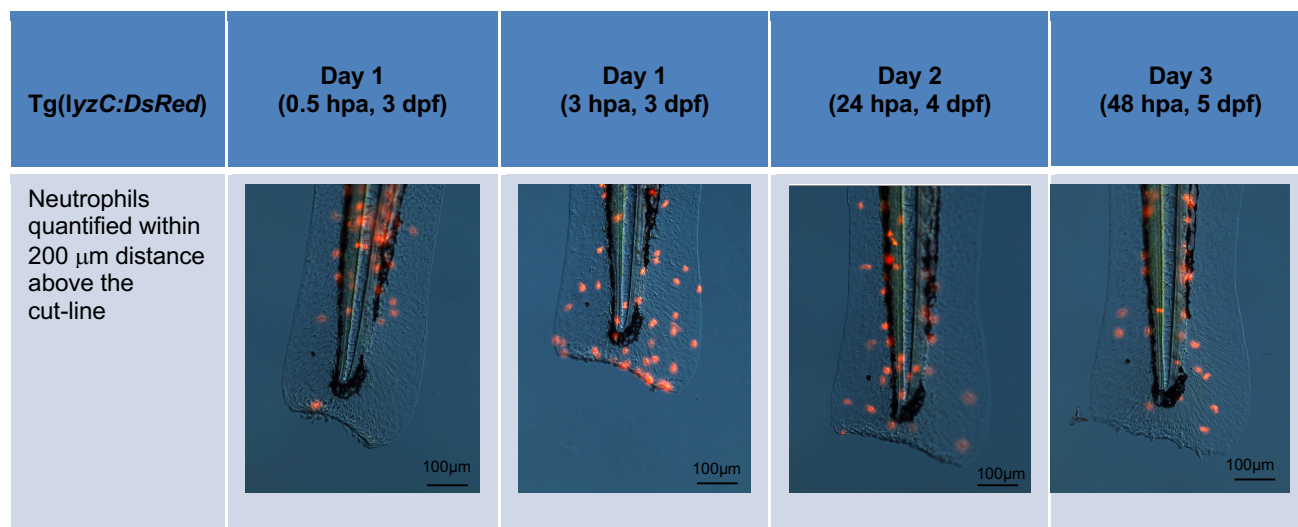 Tg(lyzC:DsRed)
Day 1
(0.5 hpa, 3 dpf)
Day 1
(3 hpa, 3 dpf)
Day 2
(24 hpa, 4 dpf)
Day 3
(48 hpa, 5 dpf)
Neutrophils
quantified within
200 μm distance
above the
cut-line
100μm
100μm
100μm
100μm